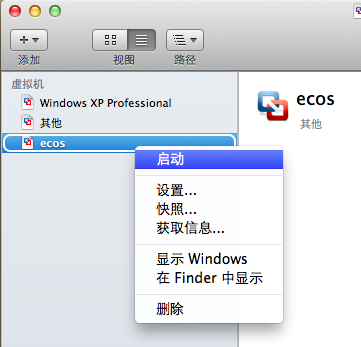 添加
视图
路径
虚拟机
Windows XP Professional
其他
ecos
ecos
其他
启动
设置...
快照...
获取信息...
显示 Windows
在 Finder 中显示
删除